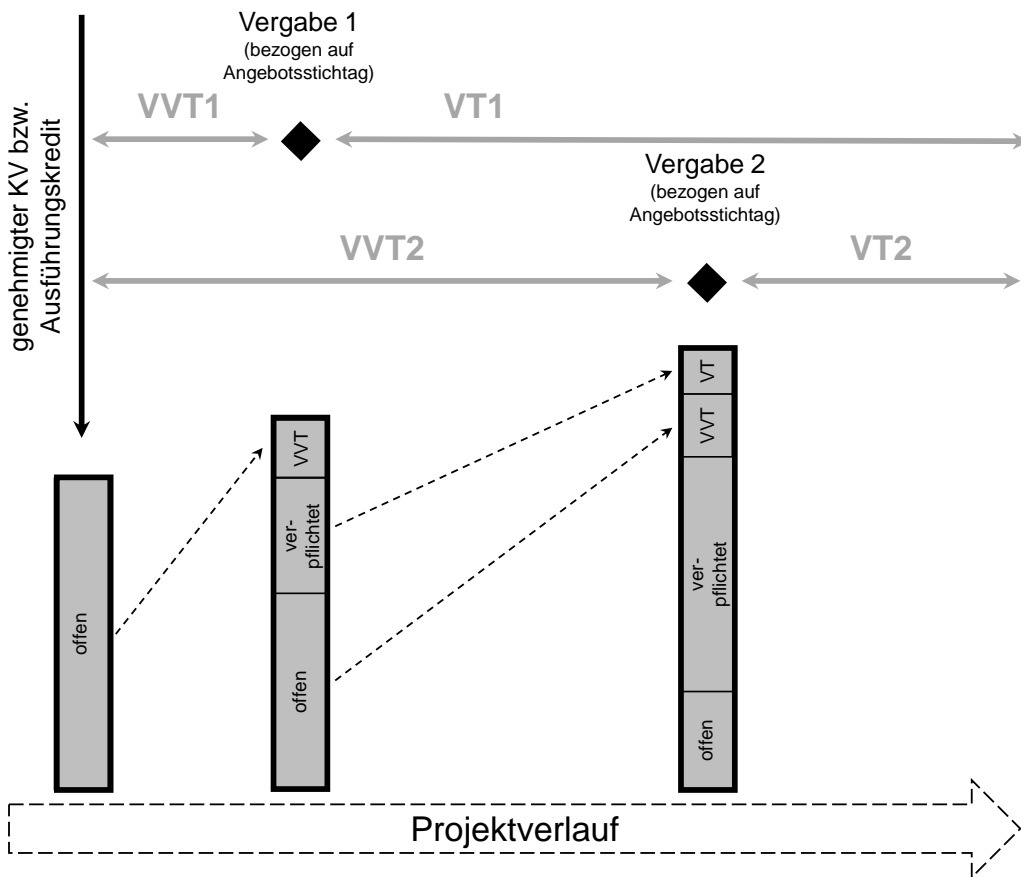 Vergabe 1
(bezogen auf
Angebotsstichtag)
genehmigter KV bzw.
Ausführungskredit
VVT1
VT1
Vergabe 2
(bezogen auf
Angebotsstichtag)
VVT2
VT2
offen
VVT
ver-
pflichtet
offen
VT
VVT
ver-
pflichtet
offen
Projektverlauf